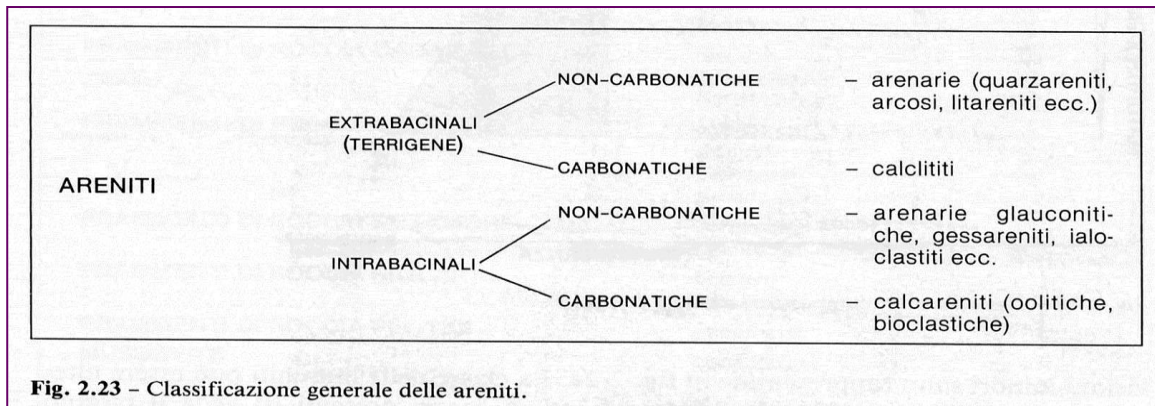 NON-CARBONATICHE – arenarie (quarzareniti,
arcosi, litareniti ecc.)
EXTRABACINALI
(TERRIGENE)
CARBONATICHE – calclititi
ARENITI
NON-CARBONATICHE – arenarie glauconiti-
che, gessareniti, ialo-
clastiti ecc.
INTRABACINALI
CARBONATICHE – calcareniti (oolitiche,
bioclastiche)
Fig. 2.23 – Classificazione generale delle areniti.